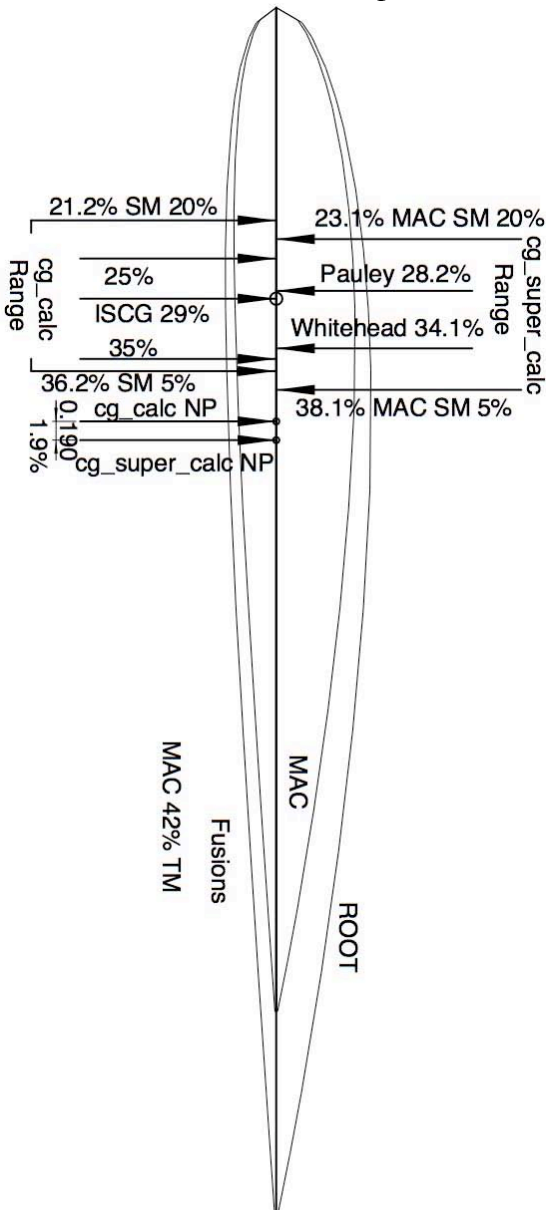 21.2% SM 20%
23.1% MAC SM 20%
cg_calc
Range
cg_super_calc
Range
25%
Pauley 28.2%
ISCG 29%
Whitehead 34.1%
35%
36.2% SM 5%
38.1% MAC SM 5%
cg_calc NP
0.190
1.9%
cg_super_calc NP
MAC
MAC 42% TM
Fusions
ROOT